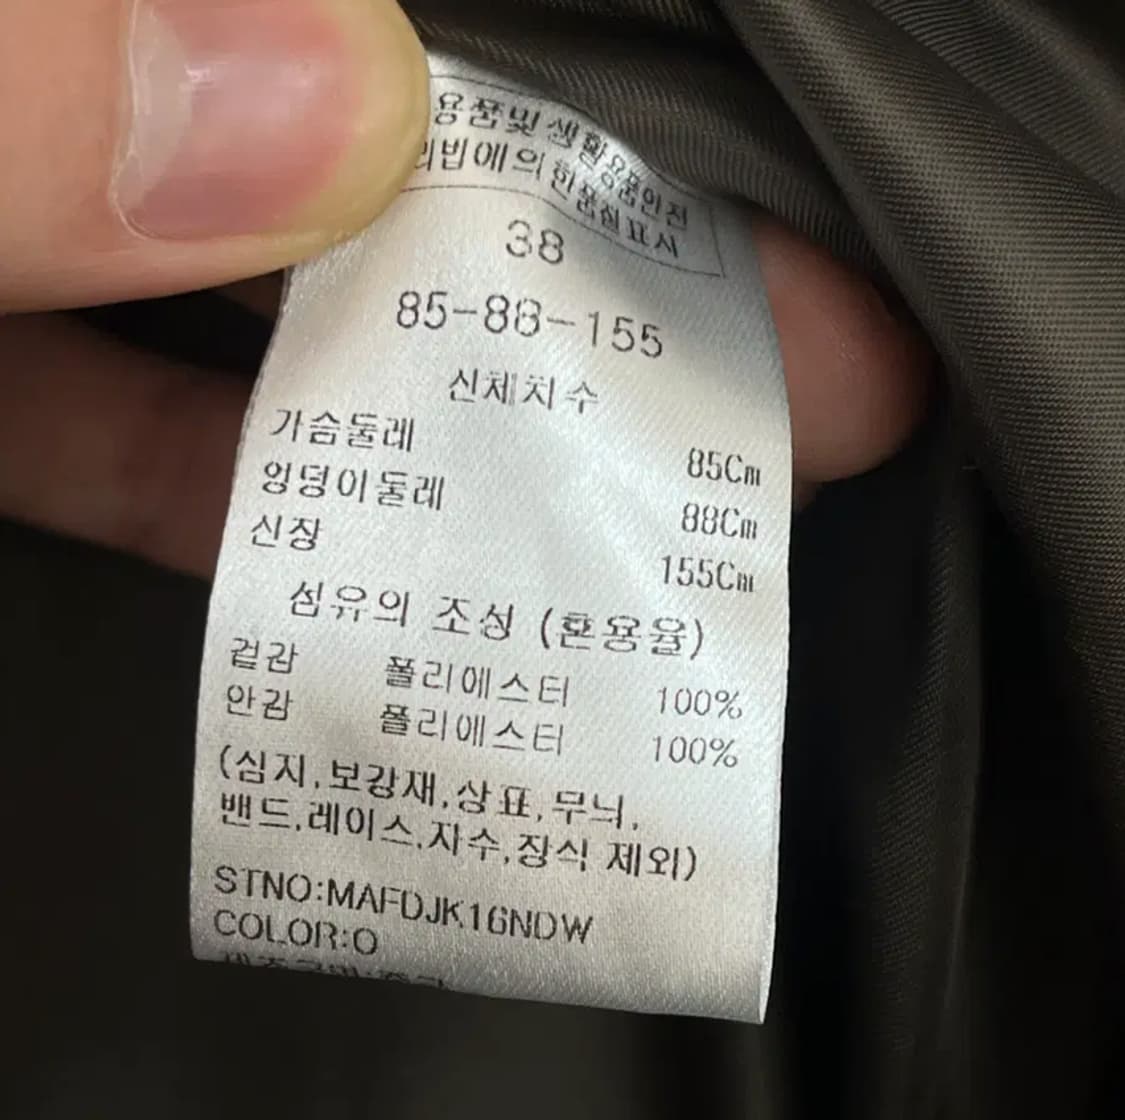 용품및생활용품안전
리법에의한품질표시
38
85-88-155
신체치수
가슴둘레 85Cm
엉덩이둘레 88Cm
신장 155Cm
섬유의 조성 (혼용율)
겉감 폴리에스터 100%
안감 폴리에스터 100%
(심지,보강재,상표,무늬,
밴드,레이스,자수,장식 제외)
STNO:MAFDJK16NDW
COLOR:O